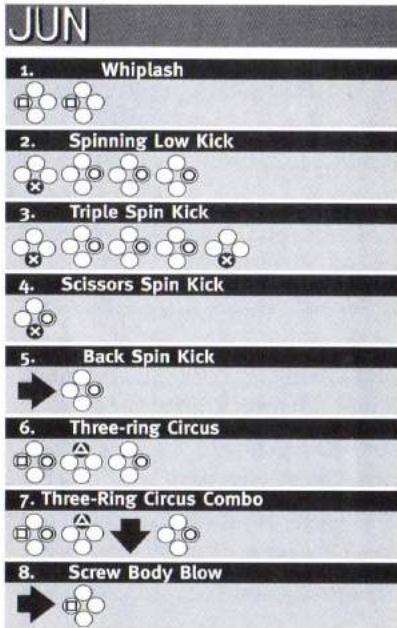 JUN
1. Whiplash
2. Spinning Low Kick
3. Triple Spin Kick
4. Scissors Spin Kick
5. Back Spin Kick
6. Three-ring Circus
7. Three-Ring Circus Combo
8. Screw Body Blow